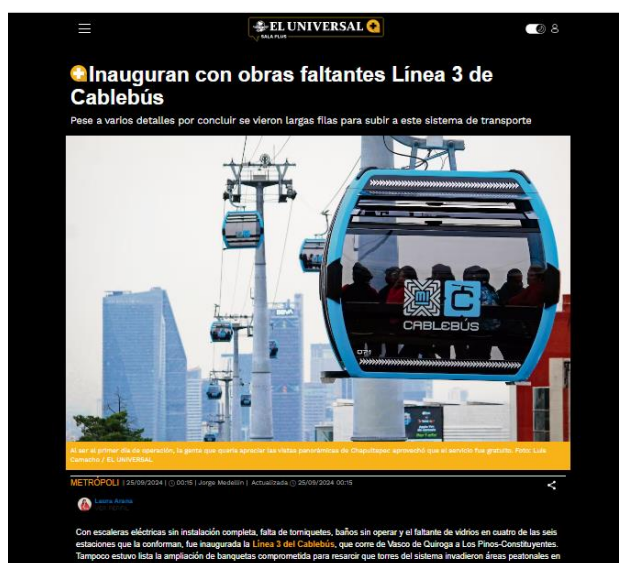 EL UNIVERSAL
SALA PLUS
Inauguran con obras faltantes Línea 3 de
Cablebús
Pese a varios detalles por concluir se vieron largas filas para subir a este sistema de transporte
BBVA
CABLEBÚS
Al ser el primer día de operación, la gente que quería apreciar las vistas panorámicas de Chapultepec aprovechó que el servicio fue gratuito. Foto: Luis
Camacho / EL UNIVERSAL
METRÓPOLI | 25/09/2024 | 00:15 | Jorge Medellín | Actualizada 25/09/2024 00:15
Laura Arana
Con escaleras eléctricas sin instalación completa, falta de torniquetes, baños sin operar y el faltante de vidrios en cuatro de las seis
estaciones que la conforman, fue inaugurada la Línea 3 del Cablebús, que corre de Vasco de Quiroga a Los Pinos-Constituyentes.
Tampoco estuvo lista la ampliación de banquetas comprometida para resarcir que torres del sistema invadieron áreas peatonales en